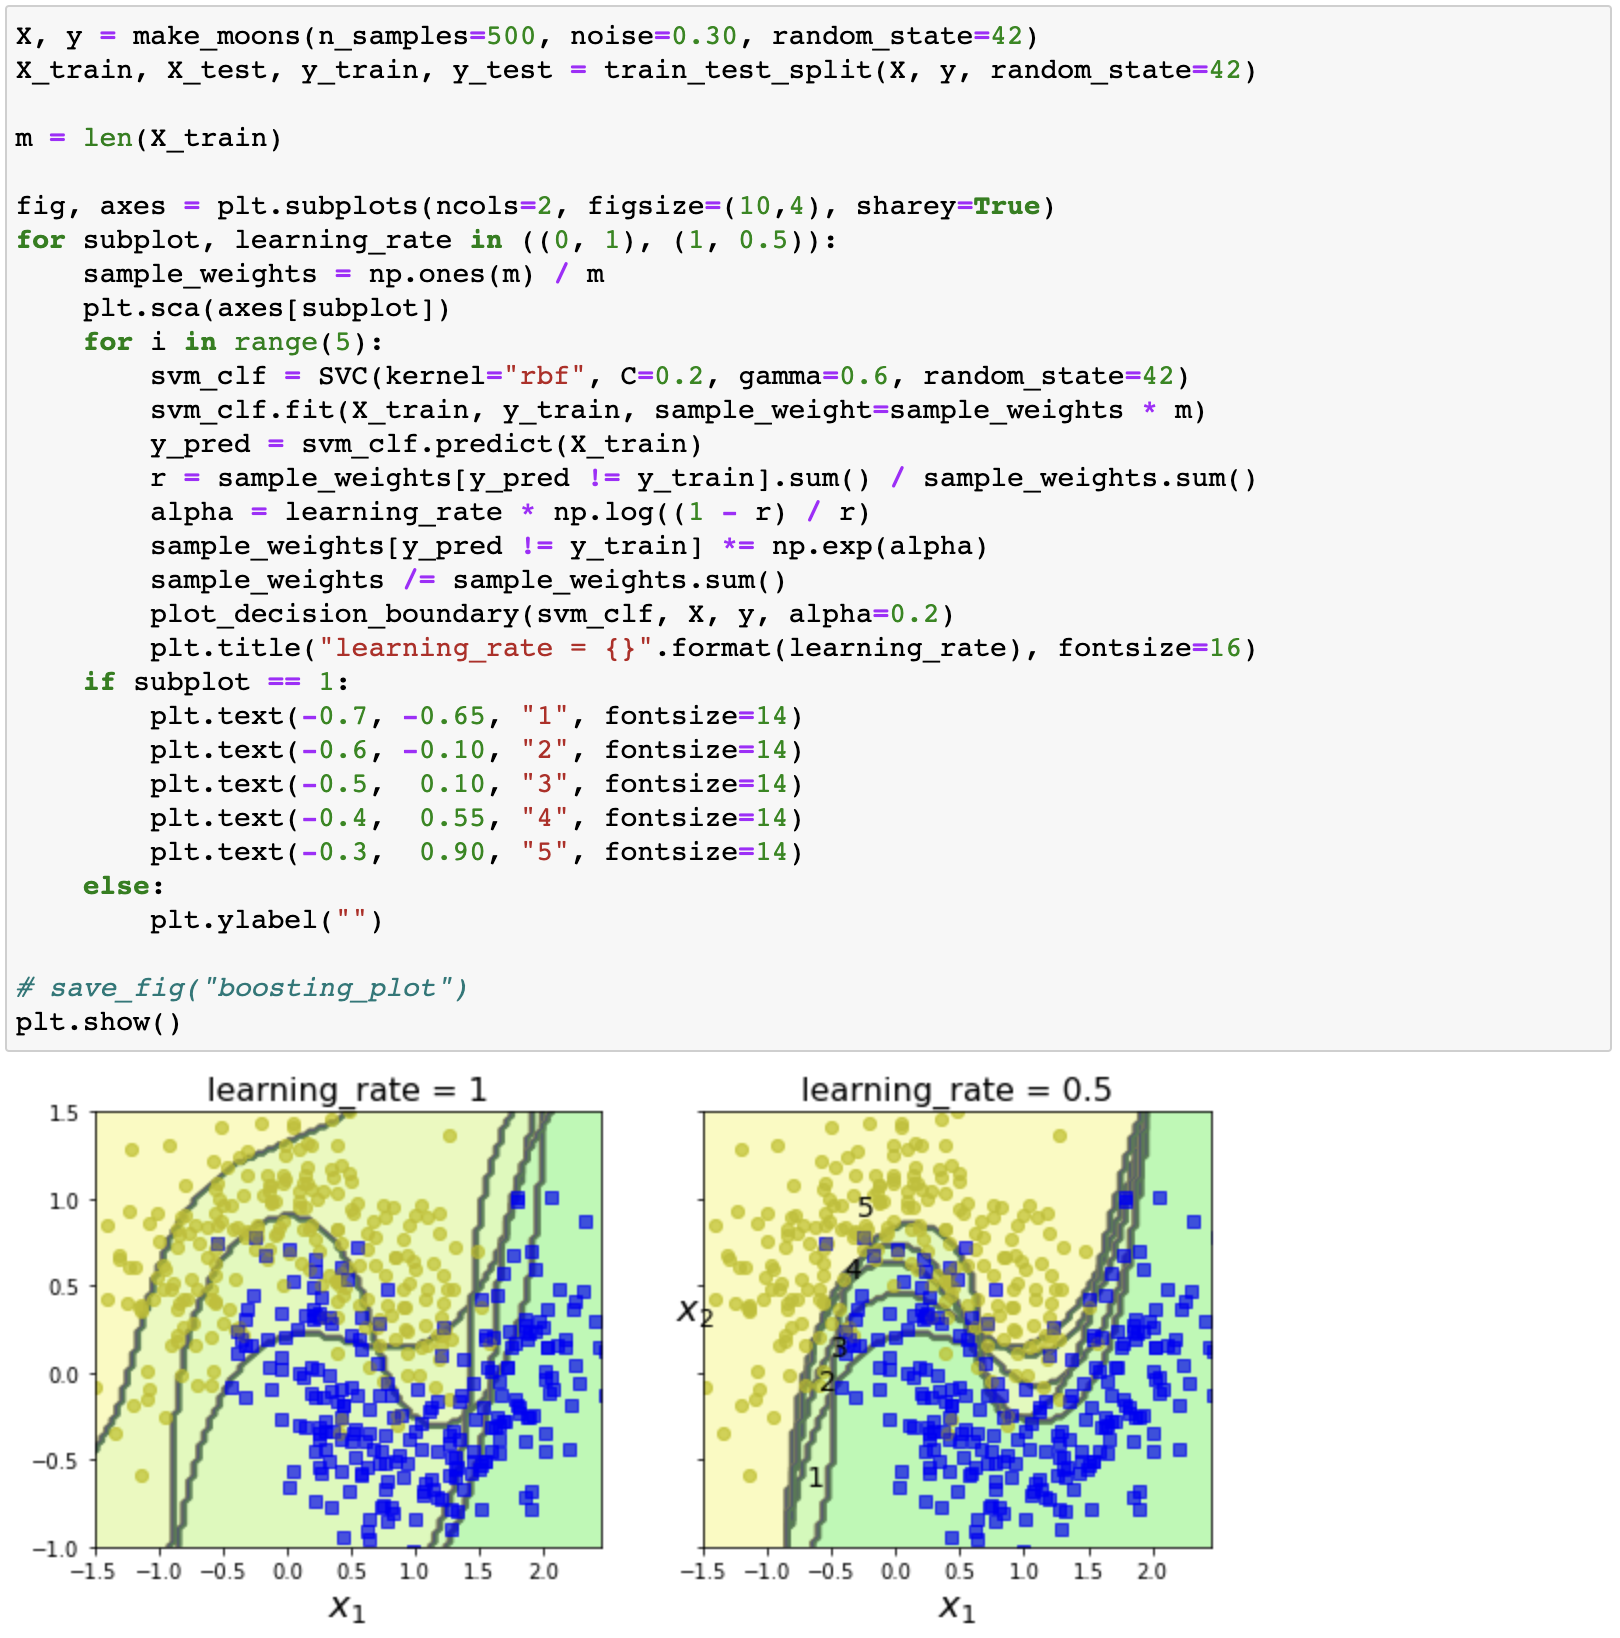 X, y = make_moons(n_samples=500, noise=0.30, random_state=42)
X_train, X_test, y_train, y_test = train_test_split(X, y, random_state=42)

m = len(X_train)

fig, axes = plt.subplots(ncols=2, figsize=(10,4), sharey=True)
for subplot, learning_rate in ((0, 1), (1, 0.5)):
    sample_weights = np.ones(m) / m
    plt.sca(axes[subplot])
    for i in range(5):
        svm_clf = SVC(kernel="rbf", C=0.2, gamma=0.6, random_state=42)
        svm_clf.fit(X_train, y_train, sample_weight=sample_weights * m)
        y_pred = svm_clf.predict(X_train)
        r = sample_weights[y_pred != y_train].sum() / sample_weights.sum()
        alpha = learning_rate * np.log((1 - r) / r)
        sample_weights[y_pred != y_train] *= np.exp(alpha)
        sample_weights /= sample_weights.sum()
        plot_decision_boundary(svm_clf, X, y, alpha=0.2)
        plt.title("learning_rate = {}".format(learning_rate), fontsize=16)
    if subplot == 1:
        plt.text(-0.7, -0.65, "1", fontsize=14)
        plt.text(-0.6, -0.10, "2", fontsize=14)
        plt.text(-0.5,  0.10, "3", fontsize=14)
        plt.text(-0.4,  0.55, "4", fontsize=14)
        plt.text(-0.3,  0.90, "5", fontsize=14)
    else:
        plt.ylabel("")

# save_fig("boosting_plot")
plt.show()
learning_rate = 1
1.5
1.0
0.5
0.0
−0.5
−1.0
−1.5 −1.0 −0.5 0.0 0.5 1.0 1.5 2.0
x1
learning_rate = 0.5
x2
5
4
3
2
1
−1.5 −1.0 −0.5 0.0 0.5 1.0 1.5 2.0
x1